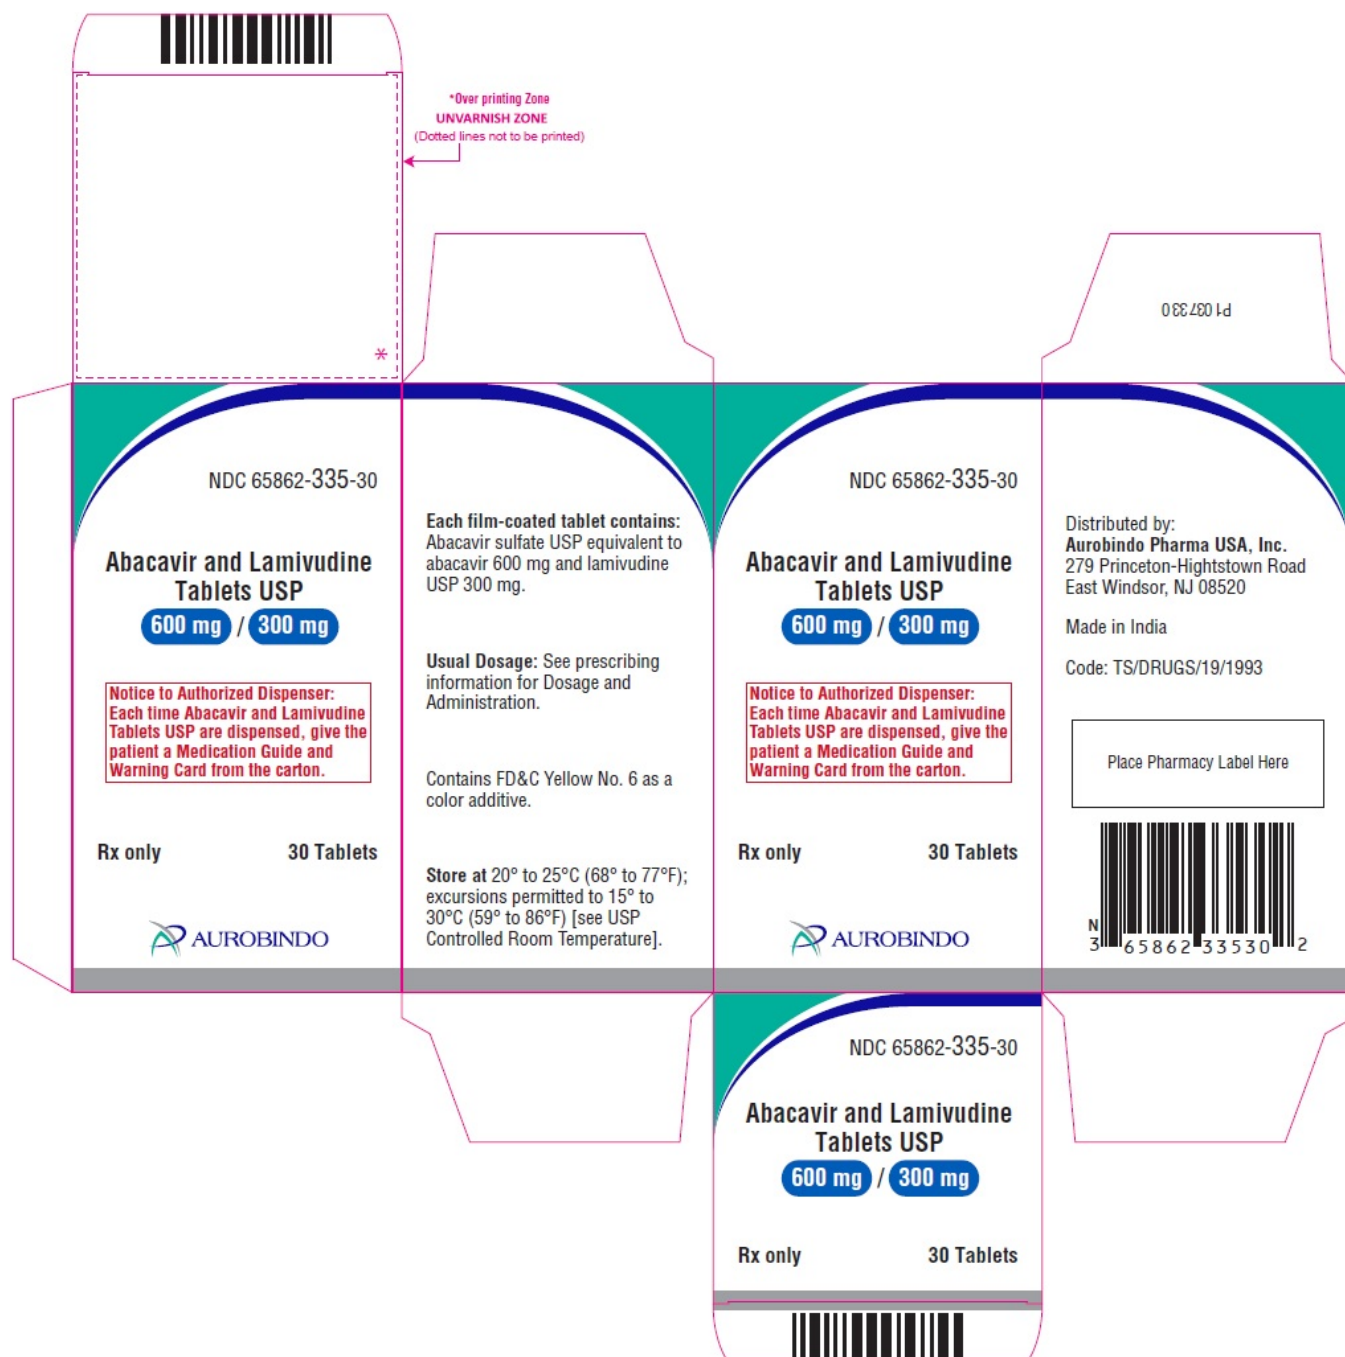 *Over printing Zone
UNVARNISH ZONE
(Dotted lines not to be printed)
*
P1037330
NDC 65862-335-30
Abacavir and Lamivudine
Tablets USP
600 mg / 300 mg
Notice to Authorized Dispenser:
Each time Abacavir and Lamivudine
Tablets USP are dispensed, give the
patient a Medication Guide and
Warning Card from the carton.
Rx only 30 Tablets
AUROBINDO
Each film-coated tablet contains:
Abacavir sulfate USP equivalent to
abacavir 600 mg and lamivudine
USP 300 mg.
Usual Dosage: See prescribing
information for Dosage and
Administration.
Contains FD&C Yellow No. 6 as a
color additive.
Store at 20° to 25°C (68° to 77°F);
excursions permitted to 15° to
30°C (59° to 86°F) [see USP
Controlled Room Temperature].
NDC 65862-335-30
Abacavir and Lamivudine
Tablets USP
600 mg / 300 mg
Notice to Authorized Dispenser:
Each time Abacavir and Lamivudine
Tablets USP are dispensed, give the
patient a Medication Guide and
Warning Card from the carton.
Rx only 30 Tablets
AUROBINDO
Distributed by:
Aurobindo Pharma USA, Inc.
279 Princeton-Hightstown Road
East Windsor, NJ 08520
Made in India
Code: TS/DRUGS/19/1993
Place Pharmacy Label Here
N
3 65862 33530 2
NDC 65862-335-30
Abacavir and Lamivudine
Tablets USP
600 mg / 300 mg
Rx only 30 Tablets